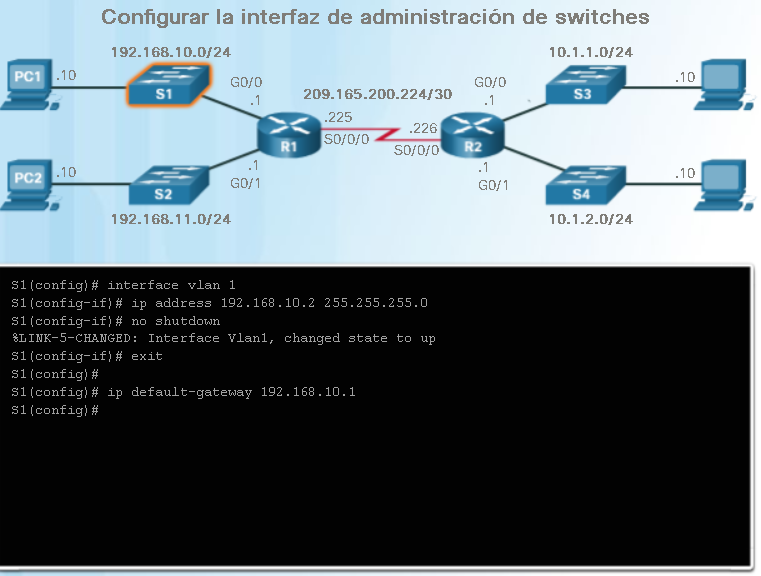 Configurar la interfaz de administración de switches
192.168.10.0/24
10.1.1.0/24
PC1
.10
S1
G0/0
.1
209.165.200.224/30
G0/0
.1
S3
.10
.225
.226
R1
S0/0/0
S0/0/0
R2
PC2
.10
S2
.1
G0/1
.1
G0/1
S4
.10
192.168.11.0/24
10.1.2.0/24
S1(config)# interface vlan 1
S1(config-if)# ip address 192.168.10.2 255.255.255.0
S1(config-if)# no shutdown
%LINK-5-CHANGED: Interface Vlan1, changed state to up
S1(config-if)# exit
S1(config)#
S1(config)# ip default-gateway 192.168.10.1
S1(config)#